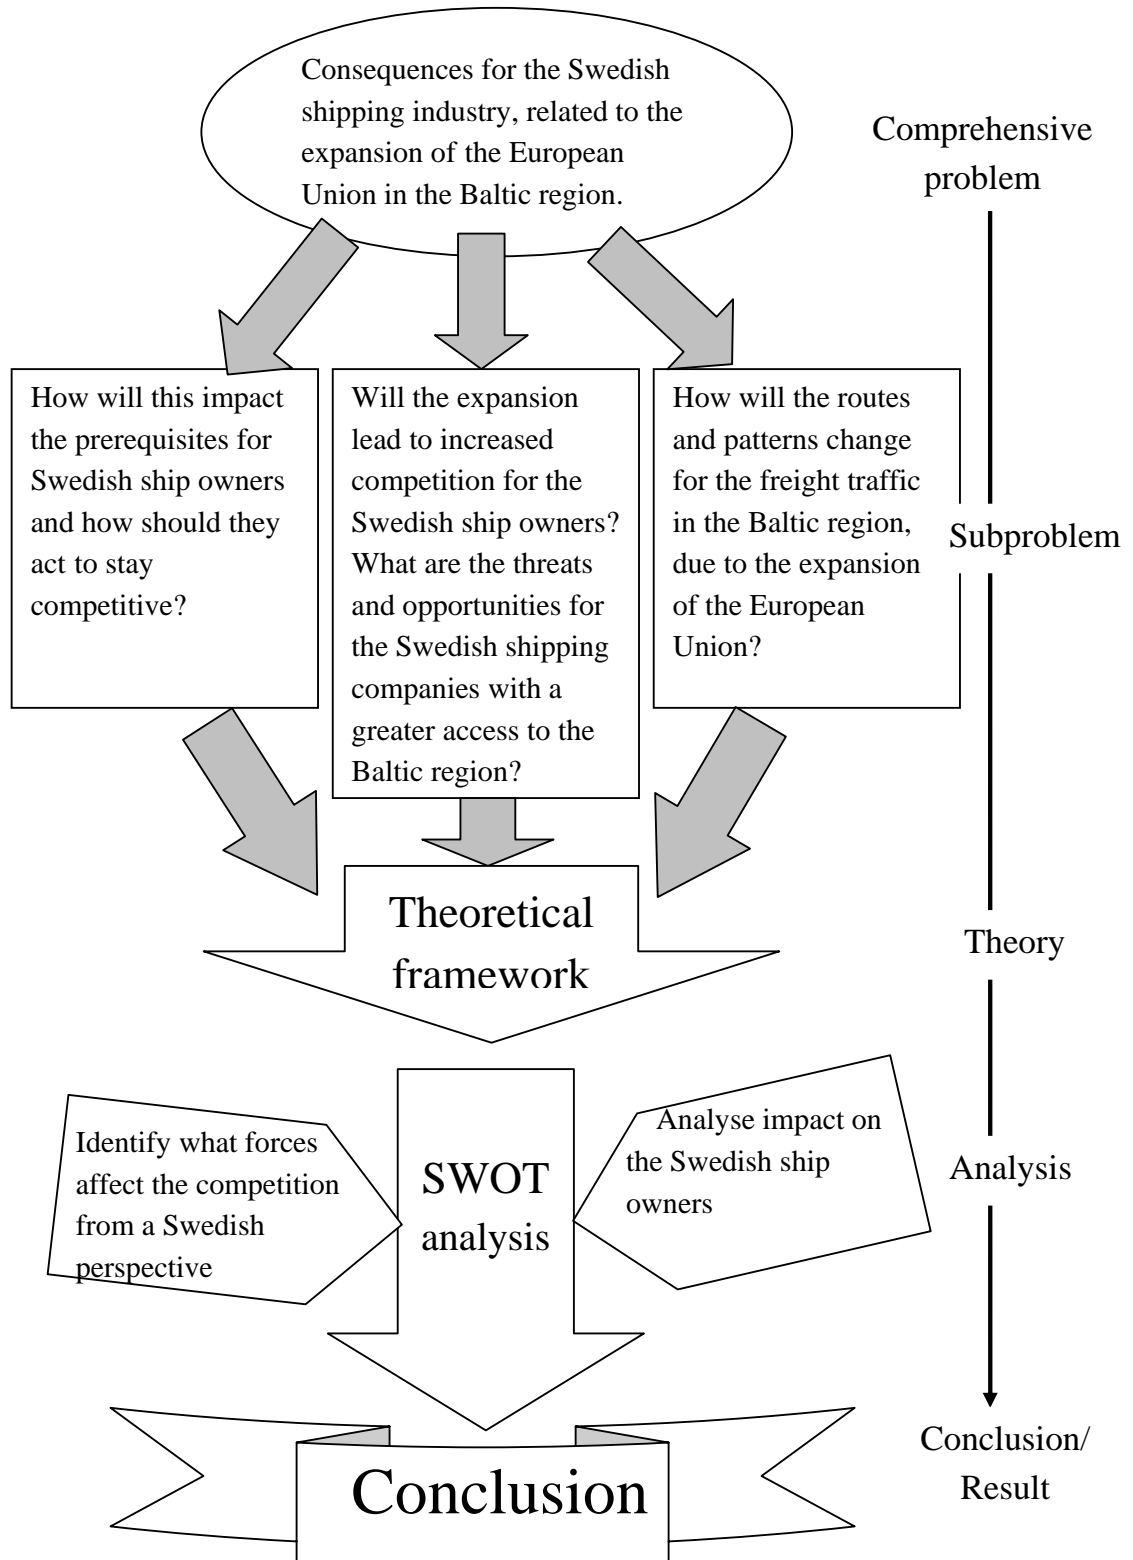 Consequences for the Swedish
shipping industry, related to the
expansion of the European
Union in the Baltic region.
Comprehensive
problem
How will this impact
the prerequisites for
Swedish ship owners
and how should they
act to stay
competitive?
Will the expansion
lead to increased
competition for the
Swedish ship owners?
What are the threats
and opportunities for
the Swedish shipping
companies with a
greater access to the
Baltic region?
How will the routes
and patterns change
for the freight traffic
in the Baltic region,
due to the expansion
of the European
Union?
Subproblem
Theoretical
framework
Theory
Identify what forces
affect the competition
from a Swedish
perspective
SWOT
analysis
Analyse impact on
the Swedish ship
owners
Analysis
Conclusion
Conclusion/
Result